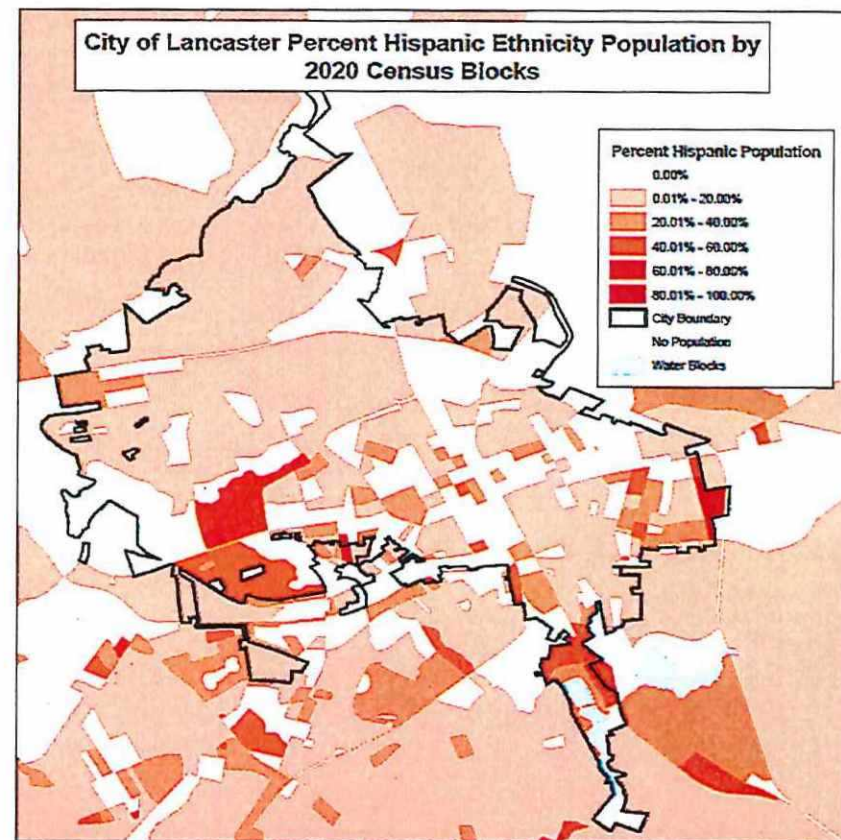 City of Lancaster Percent Hispanic Ethnicity Population by
2020 Census Blocks
Percent Hispanic Population
0.00%
0.01% - 20.00%
20.01% - 40.00%
40.01% - 60.00%
60.01% - 80.00%
80.01% - 100.00%
City Boundary
No Population
Water Blocks